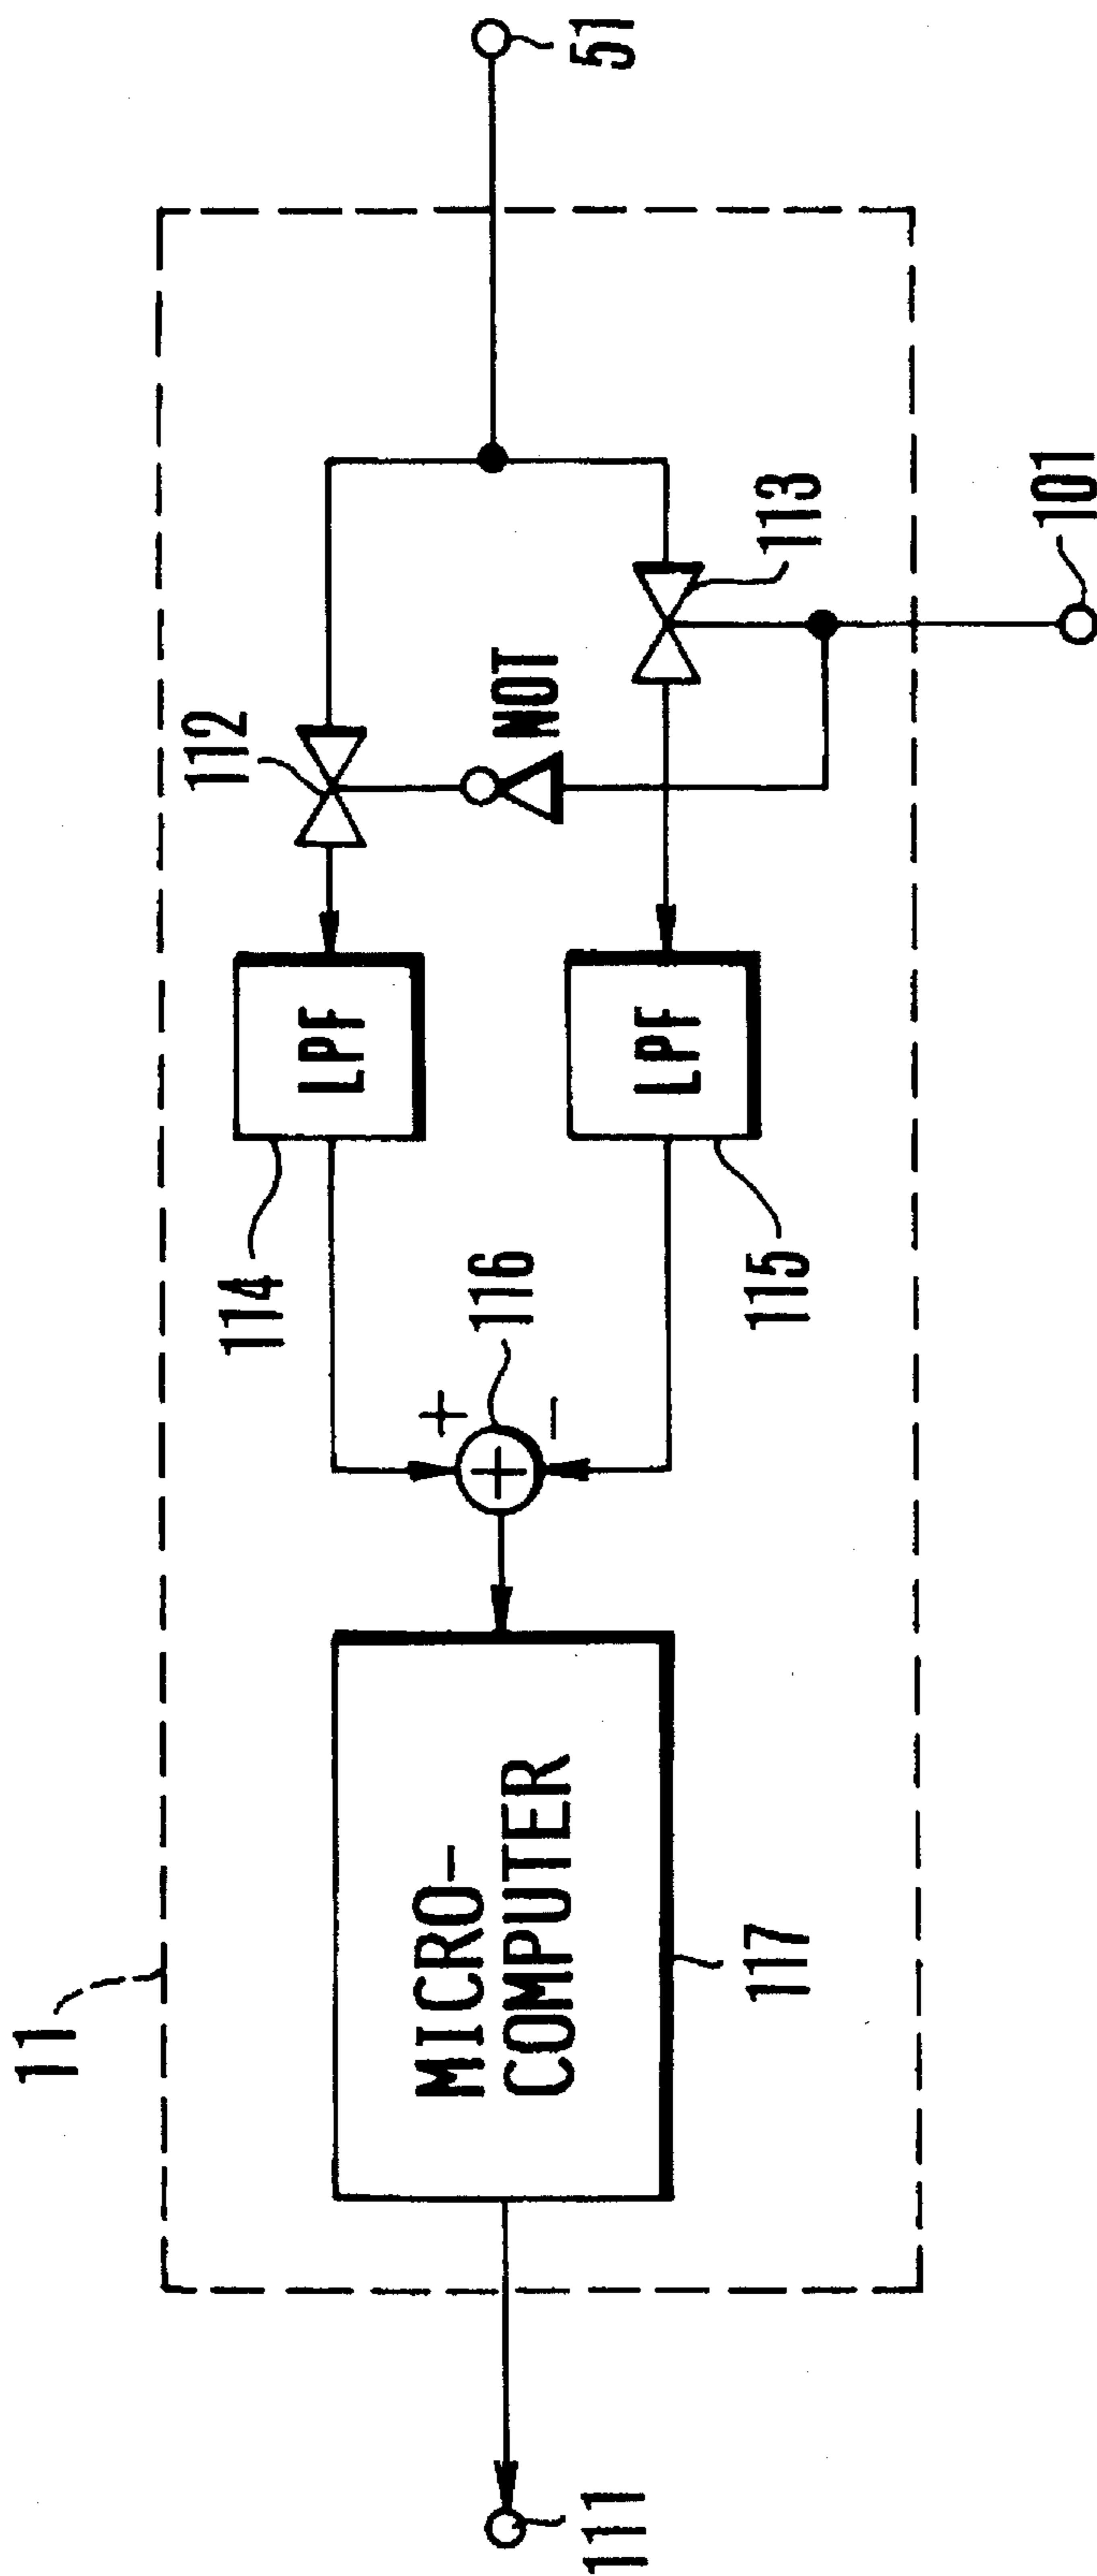 11
112
114
LPF
NOT
113
51
116
+
−
+
LPF
115
101
MICRO-
COMPUTER
117
111